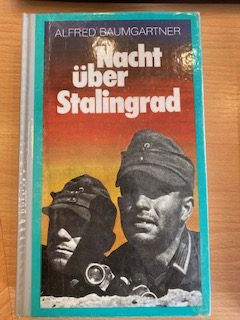 ALFRED BAUMGARTNER
Nacht
über
Stalingrad